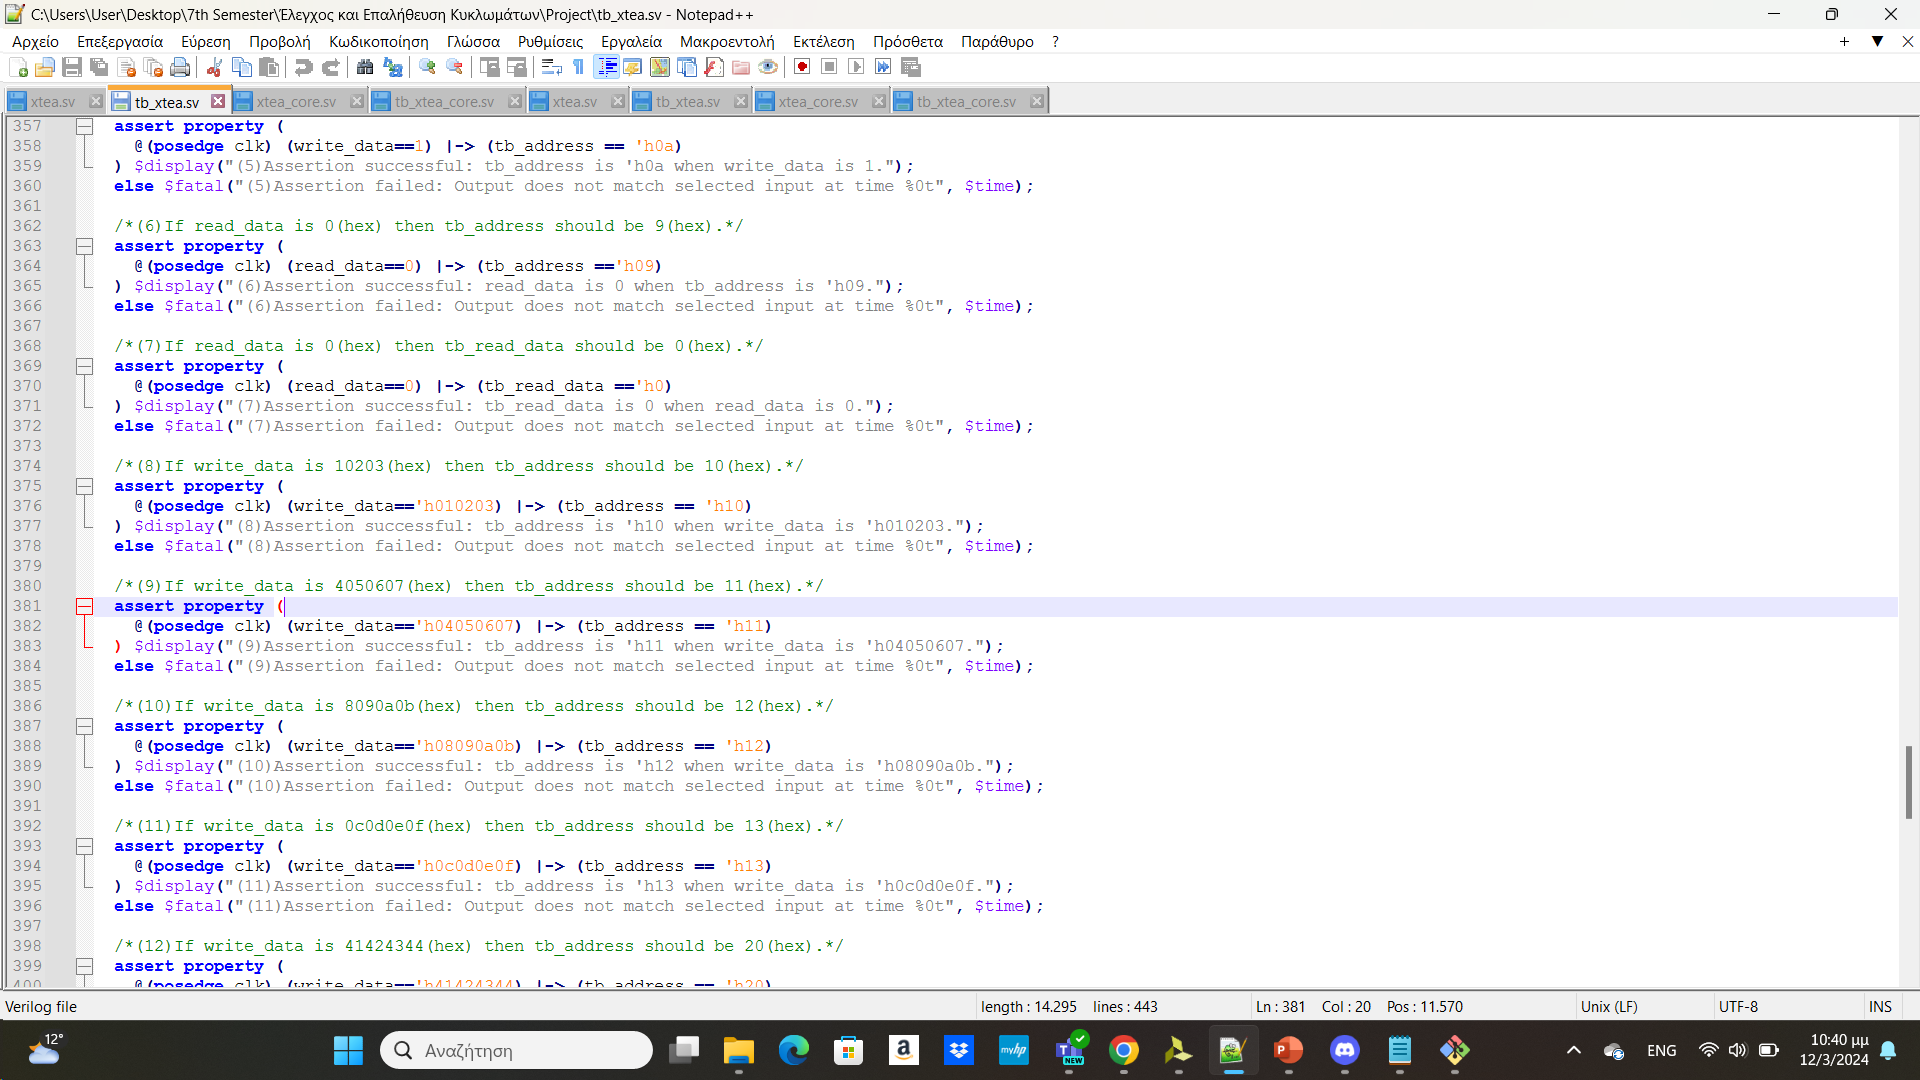 C:\Users\User\Desktop\7th Semester\Έλεγχος και Επαλήθευση Κυκλωμάτων\Project\tb_xtea.sv - Notepad++
Αρχείο Επεξεργασία Εύρεση Προβολή Κωδικοποίηση Γλώσσα Ρυθμίσεις Εργαλεία Μακροεντολή Εκτέλεση Πρόσθετα Παράθυρο ?
xtea.sv tb_xtea.sv xtea_core.sv tb_xtea_core.sv xtea.sv tb_xtea.sv xtea_core.sv tb_xtea_core.sv
357 assert property (
358 @(posedge clk) (write_data==1) |-> (tb_address == 'h0a)
359 ) $display("(5)Assertion successful: tb_address is 'h0a when write_data is 1.");
360 else $fatal("(5)Assertion failed: Output does not match selected input at time %0t", $time);
361
362 /*(6)If read_data is 0(hex) then tb_address should be 9(hex).*/
363 assert property (
364 @(posedge clk) (read_data==0) |-> (tb_address =='h09)
365 ) $display("(6)Assertion successful: read_data is 0 when tb_address is 'h09.");
366 else $fatal("(6)Assertion failed: Output does not match selected input at time %0t", $time);
367
368 /*(7)If read_data is 0(hex) then tb_read_data should be 0(hex).*/
369 assert property (
370 @(posedge clk) (read_data==0) |-> (tb_read_data =='h0)
371 ) $display("(7)Assertion successful: tb_read_data is 0 when read_data is 0.");
372 else $fatal("(7)Assertion failed: Output does not match selected input at time %0t", $time);
373
374 /*(8)If write_data is 10203(hex) then tb_address should be 10(hex).*/
375 assert property (
376 @(posedge clk) (write_data=='h010203) |-> (tb_address == 'h10)
377 ) $display("(8)Assertion successful: tb_address is 'h10 when write_data is 'h010203.");
378 else $fatal("(8)Assertion failed: Output does not match selected input at time %0t", $time);
379
380 /*(9)If write_data is 4050607(hex) then tb_address should be 11(hex).*/
381 assert property (
382 @(posedge clk) (write_data=='h04050607) |-> (tb_address == 'h11)
383 ) $display("(9)Assertion successful: tb_address is 'h11 when write_data is 'h04050607.");
384 else $fatal("(9)Assertion failed: Output does not match selected input at time %0t", $time);
385
386 /*(10)If write_data is 8090a0b(hex) then tb_address should be 12(hex).*/
387 assert property (
388 @(posedge clk) (write_data=='h08090a0b) |-> (tb_address == 'h12)
389 ) $display("(10)Assertion successful: tb_address is 'h12 when write_data is 'h08090a0b.");
390 else $fatal("(10)Assertion failed: Output does not match selected input at time %0t", $time);
391
392 /*(11)If write_data is 0c0d0e0f(hex) then tb_address should be 13(hex).*/
393 assert property (
394 @(posedge clk) (write_data=='h0c0d0e0f) |-> (tb_address == 'h13)
395 ) $display("(11)Assertion successful: tb_address is 'h13 when write_data is 'h0c0d0e0f.");
396 else $fatal("(11)Assertion failed: Output does not match selected input at time %0t", $time);
397
398 /*(12)If write_data is 41424344(hex) then tb_address should be 20(hex).*/
399 assert property (
400 @(posedge clk) (write_data=='h41424344) |-> (tb_address == 'h20)
Verilog file length : 14.295 lines : 443 Ln : 381 Col : 20 Pos : 11.570 Unix (LF) UTF-8 INS
12° Αναζήτηση a myhp NEW P ENG 10:40 μμ
12/3/2024